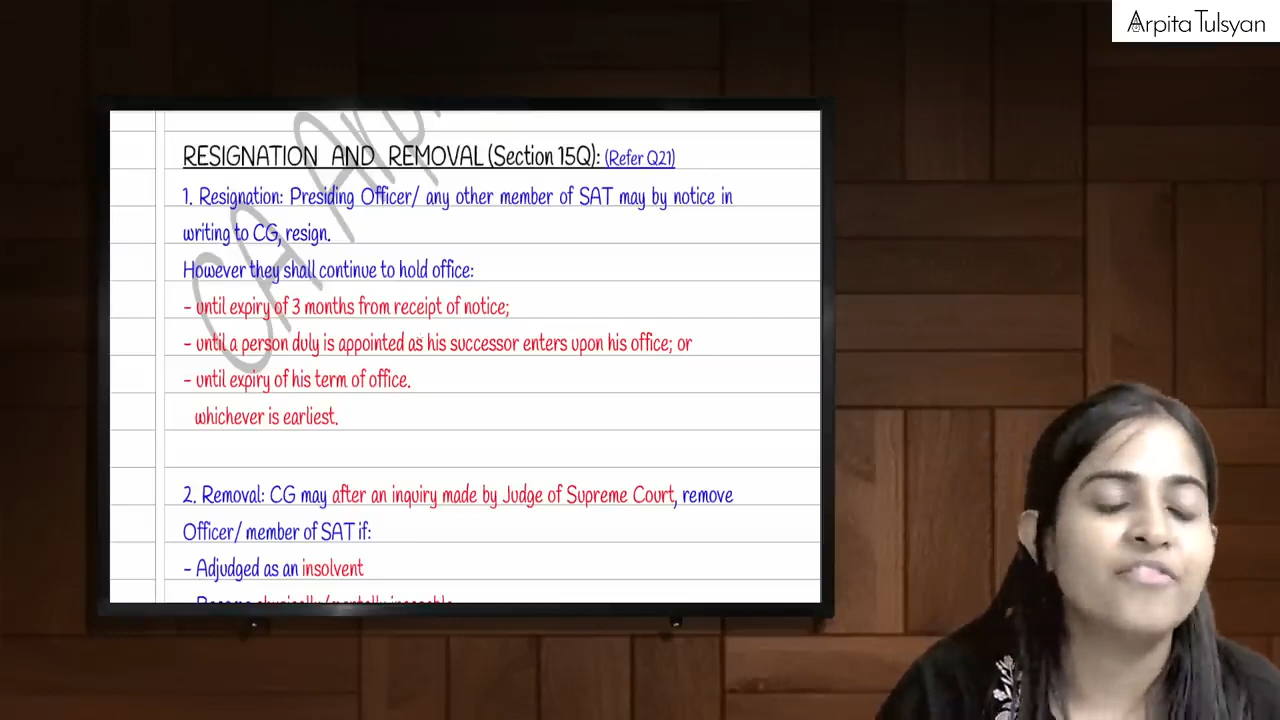 Arpita Tulsyan
RESIGNATION AND REMOVAL (Section 15Q): (Refer Q21)
1. Resignation: Presiding Officer/ any other member of SAT may by notice in
writing to CG, resign.
However they shall continue to hold office:
- until expiry of 3 months from receipt of notice;
- until a person duly is appointed as his successor enters upon his office; or
- until expiry of his term of office.
whichever is earliest.
2. Removal: CG may after an inquiry made by Judge of Supreme Court, remove
Officer/ member of SAT if:
- Adjudged as an insolvent
CA Arpi